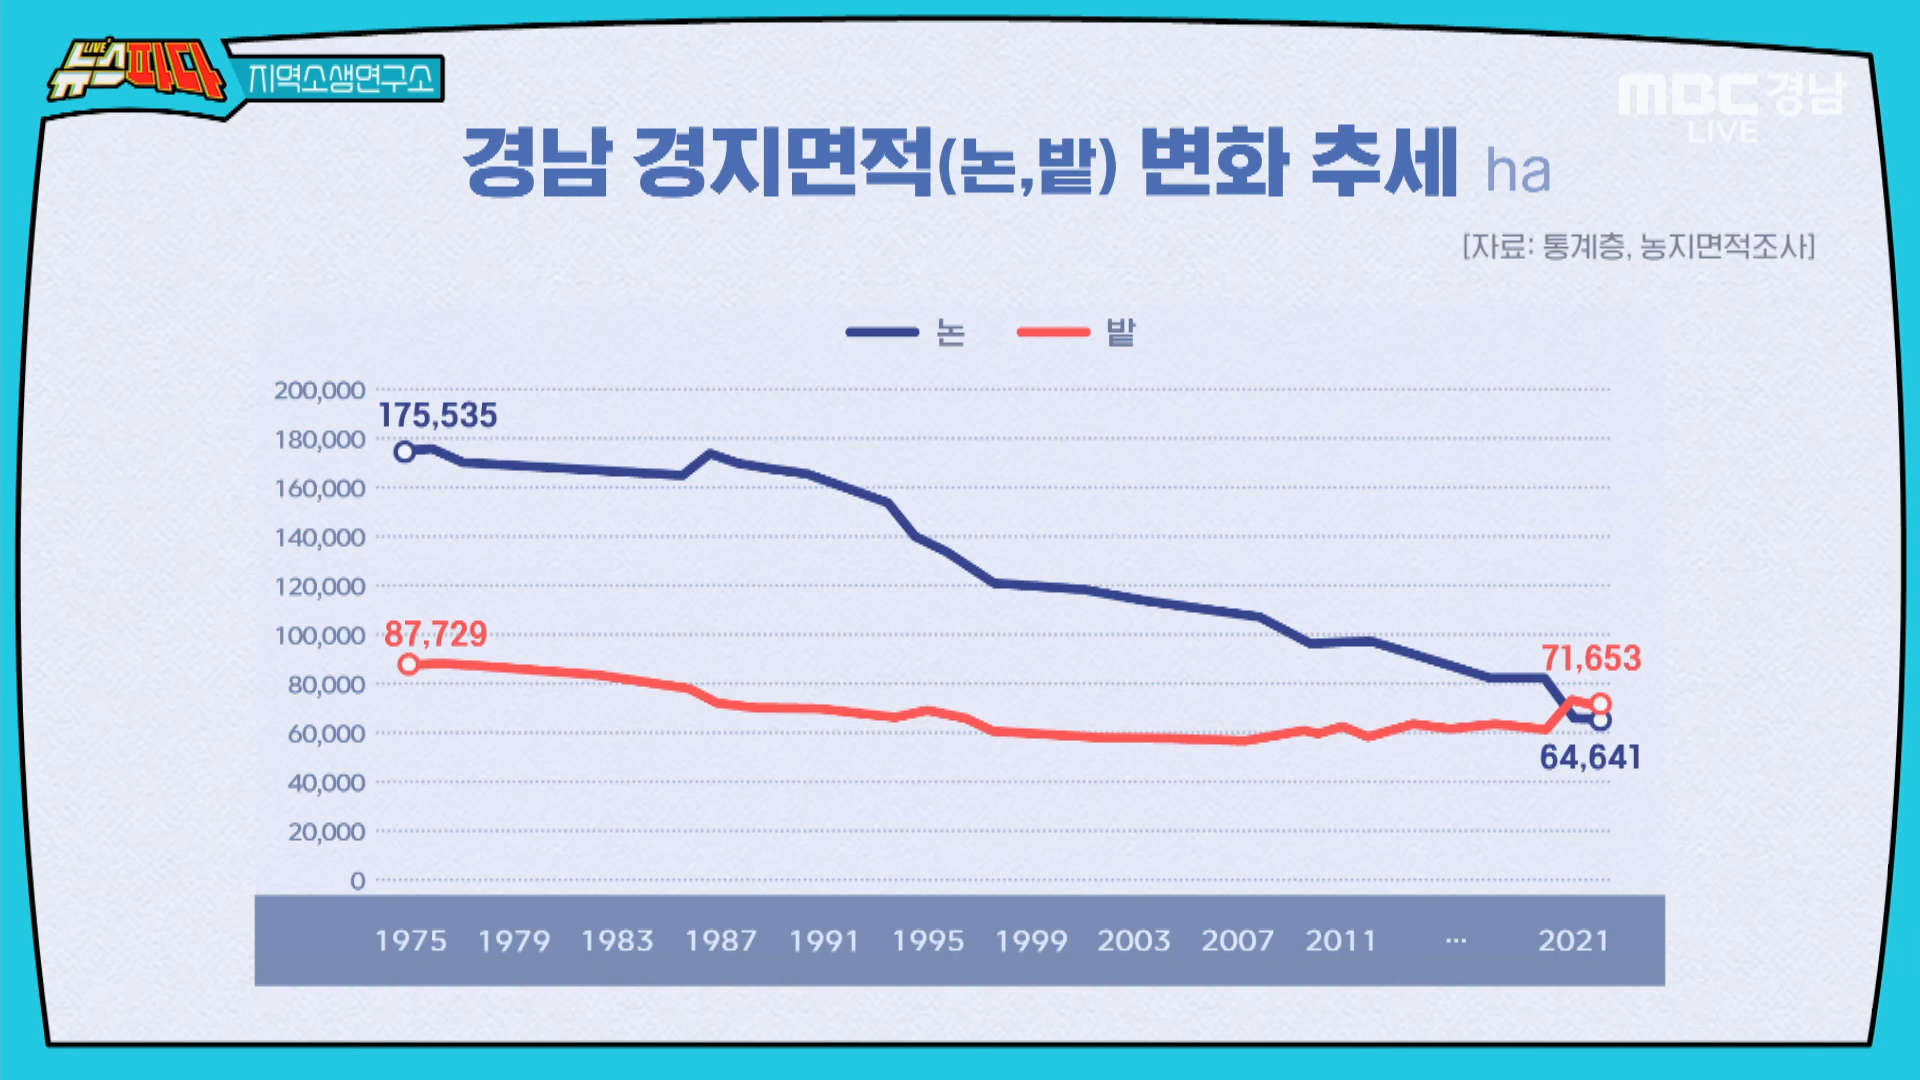 LIVE
뉴스피다
지역소생연구소
MBC경남
LIVE
경남 경지면적(논,밭) 변화 추세 ha
[자료: 통계층, 농지면적조사]
논 밭
200,000
175,535
180,000
160,000
140,000
120,000
100,000
87,729
71,653
80,000
60,000
64,641
40,000
20,000
0
1975 1979 1983 1987 1991 1995 1999 2003 2007 2011 ... 2021